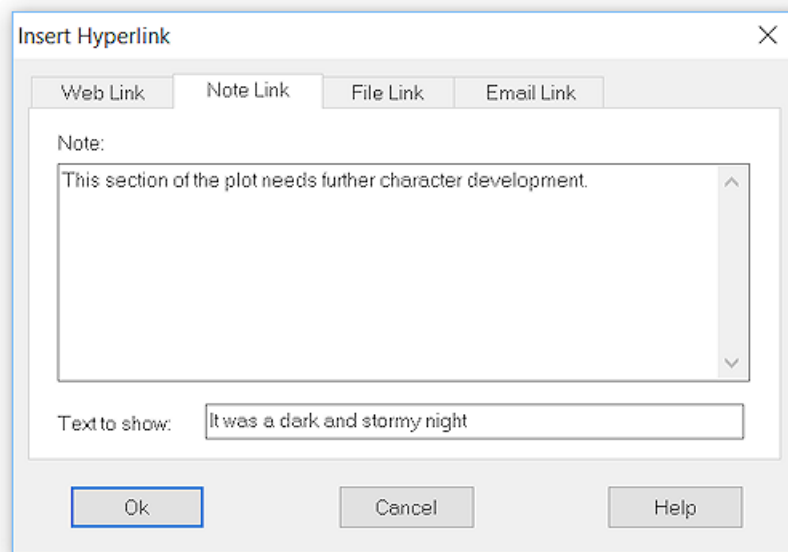 Insert Hyperlink
Web Link Note Link File Link Email Link
Note:
This section of the plot needs further character development.
Text to show: It was a dark and stormy night
Ok Cancel Help